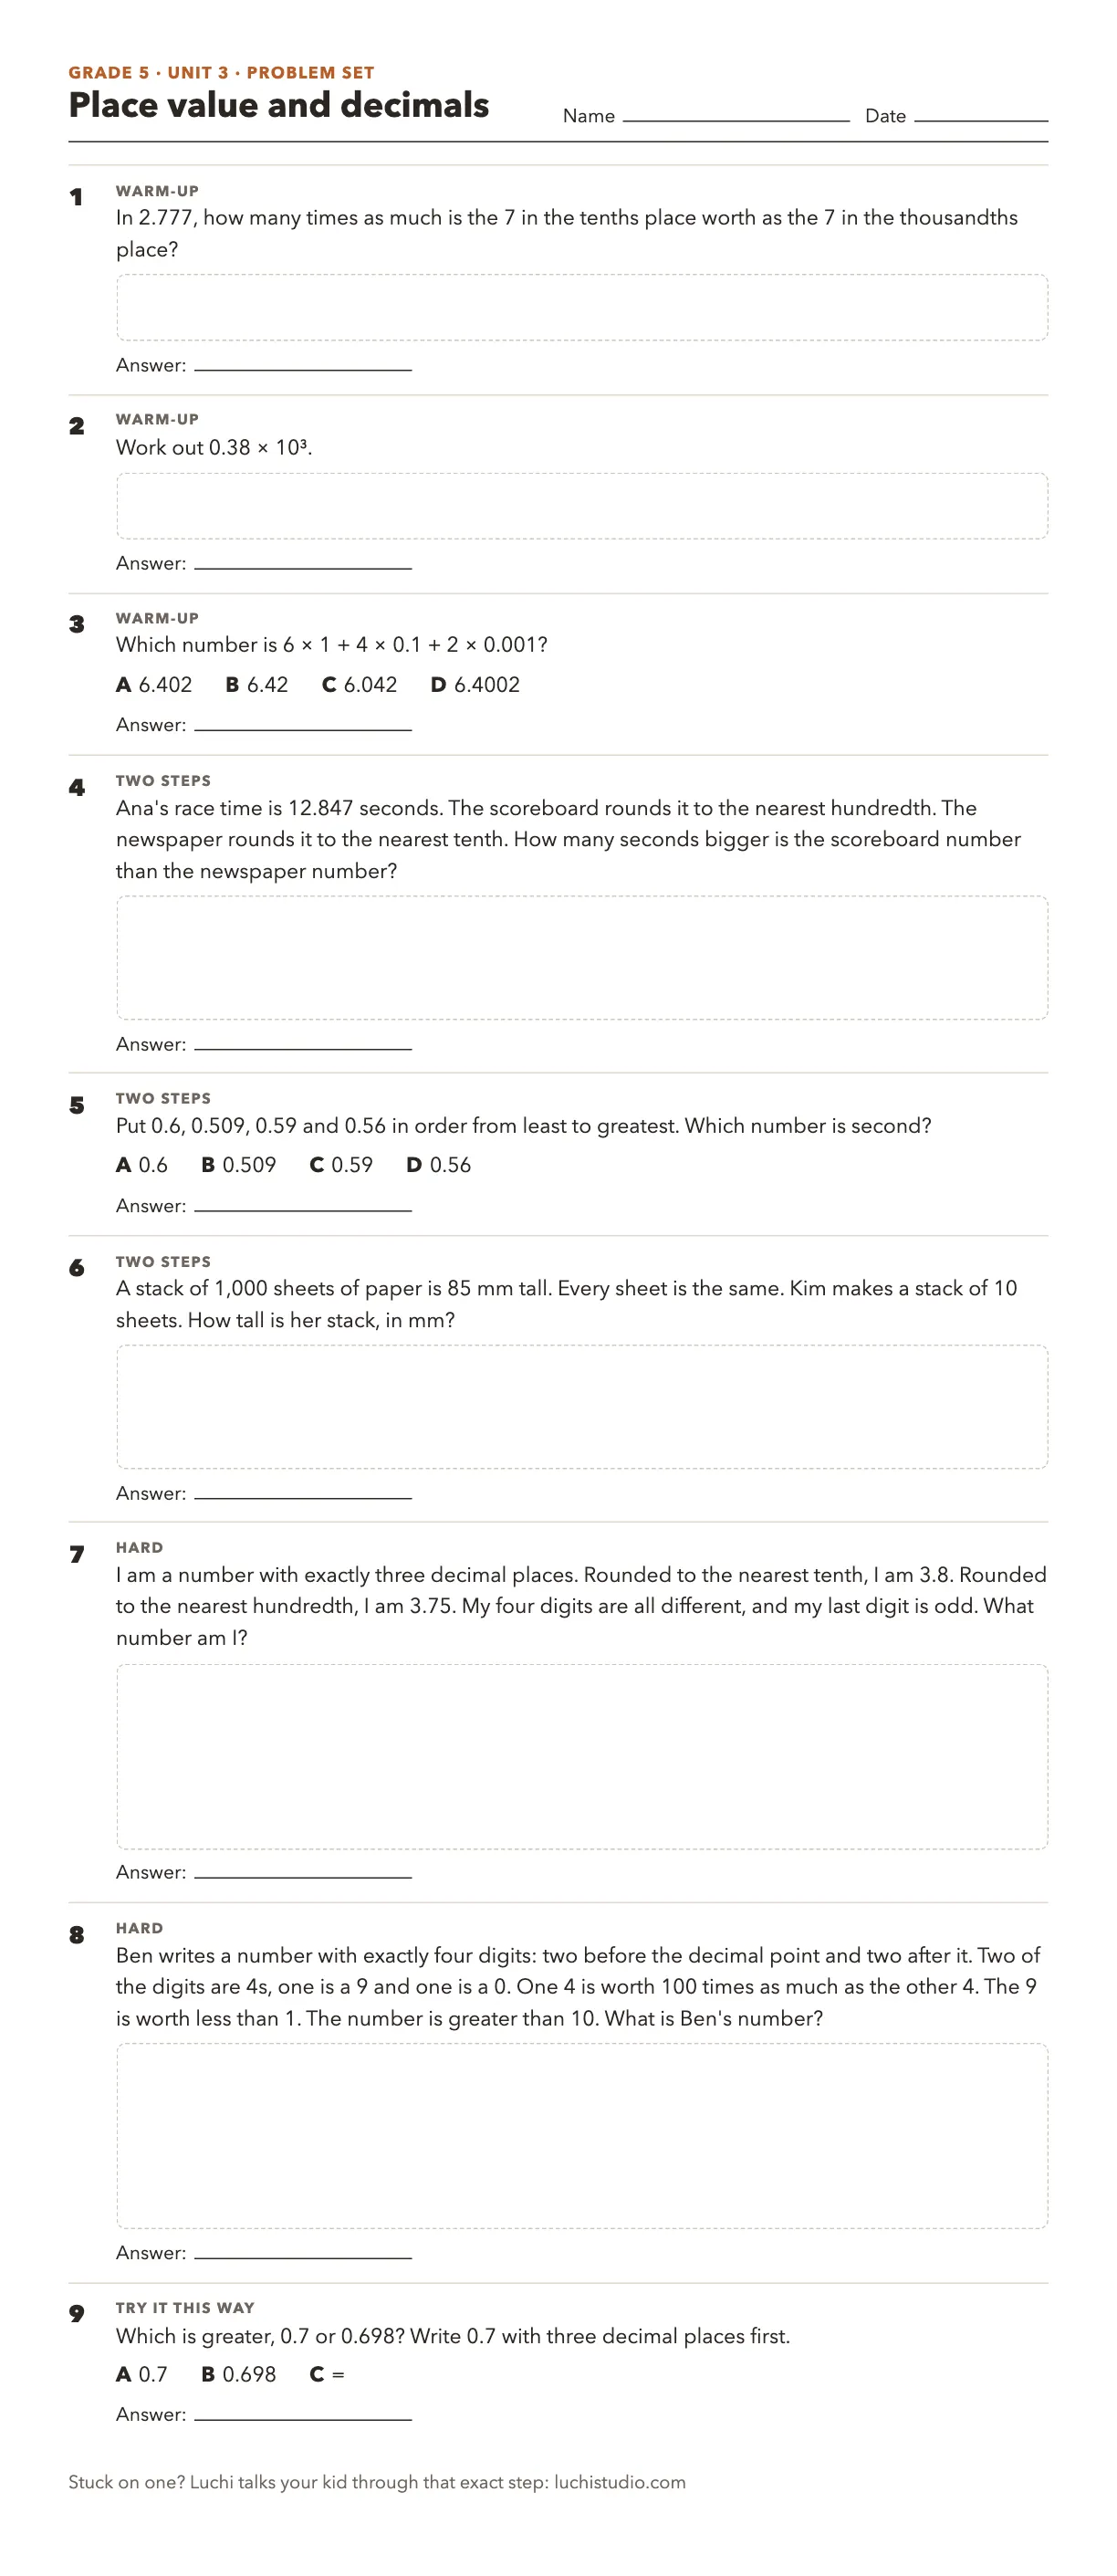 GRADE 5 · UNIT 3 · PROBLEM SET
Place value and decimals
Name
Date
1
WARM-UP
In 2.777, how many times as much is the 7 in the tenths place worth as the 7 in the thousandths
place?
Answer:
2
WARM-UP
Work out 0.38 × 10³.
Answer:
3
WARM-UP
Which number is 6 × 1 + 4 × 0.1 + 2 × 0.001?
A 6.402 B 6.42 C 6.042 D 6.4002
Answer:
4
TWO STEPS
Ana's race time is 12.847 seconds. The scoreboard rounds it to the nearest hundredth. The
newspaper rounds it to the nearest tenth. How many seconds bigger is the scoreboard number
than the newspaper number?
Answer:
5
TWO STEPS
Put 0.6, 0.509, 0.59 and 0.56 in order from least to greatest. Which number is second?
A 0.6 B 0.509 C 0.59 D 0.56
Answer:
6
TWO STEPS
A stack of 1,000 sheets of paper is 85 mm tall. Every sheet is the same. Kim makes a stack of 10
sheets. How tall is her stack, in mm?
Answer:
7
HARD
I am a number with exactly three decimal places. Rounded to the nearest tenth, I am 3.8. Rounded
to the nearest hundredth, I am 3.75. My four digits are all different, and my last digit is odd. What
number am I?
Answer:
8
HARD
Ben writes a number with exactly four digits: two before the decimal point and two after it. Two of
the digits are 4s, one is a 9 and one is a 0. One 4 is worth 100 times as much as the other 4. The 9
is worth less than 1. The number is greater than 10. What is Ben's number?
Answer:
9
TRY IT THIS WAY
Which is greater, 0.7 or 0.698? Write 0.7 with three decimal places first.
A 0.7 B 0.698 C =
Answer:
Stuck on one? Luchi talks your kid through that exact step: luchistudio.com